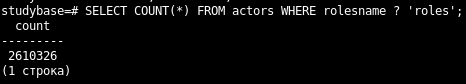 studybase=# SELECT COUNT(*) FROM actors WHERE rolesname ? 'roles';
count
---------
2610326
(1 строка)